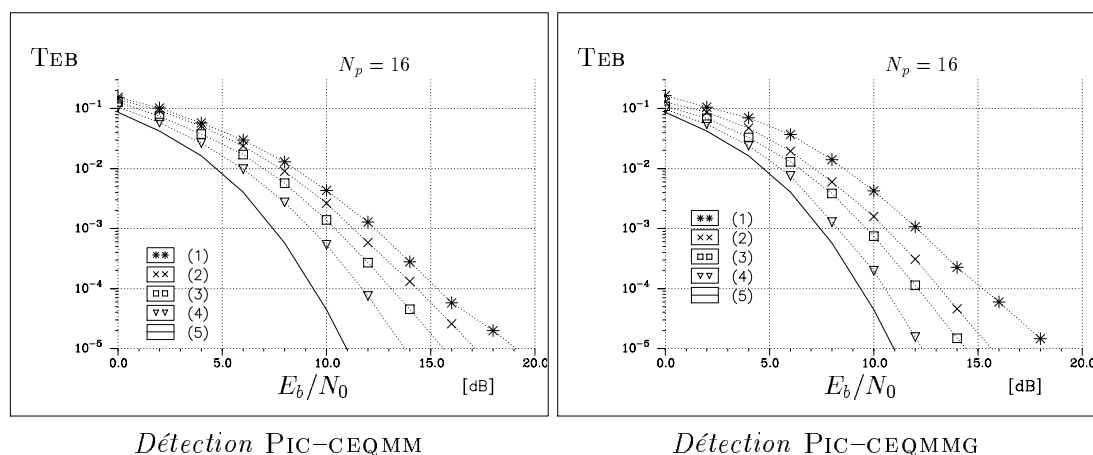 TEB
N_p = 16
10^-1
10^-2
10^-3
10^-4
10^-5
(1)
(2)
(3)
(4)
(5)
0.0 5.0 10.0 15.0 20.0
E_b/N_0 [dB]
Détection PIC–CEQMM
TEB
N_p = 16
10^-1
10^-2
10^-3
10^-4
10^-5
(1)
(2)
(3)
(4)
(5)
0.0 5.0 10.0 15.0 20.0
E_b/N_0 [dB]
Détection PIC–CEQMMG